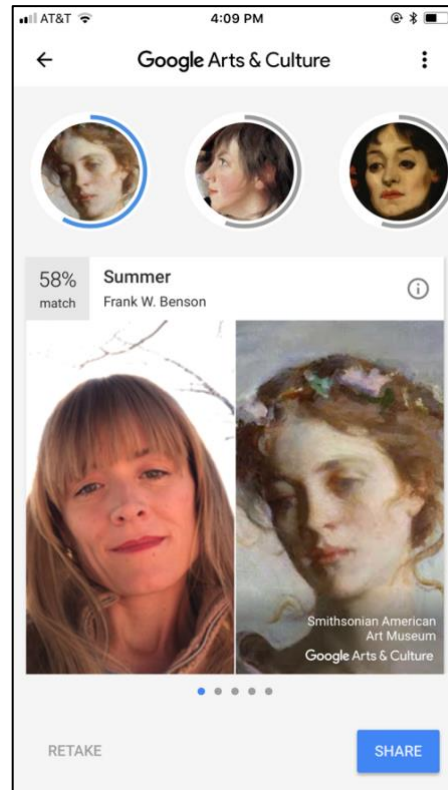 AT&T 4:09 PM
Google Arts & Culture
58%
match
Summer
Frank W. Benson
Smithsonian American
Art Museum
Google Arts & Culture
RETAKE
SHARE